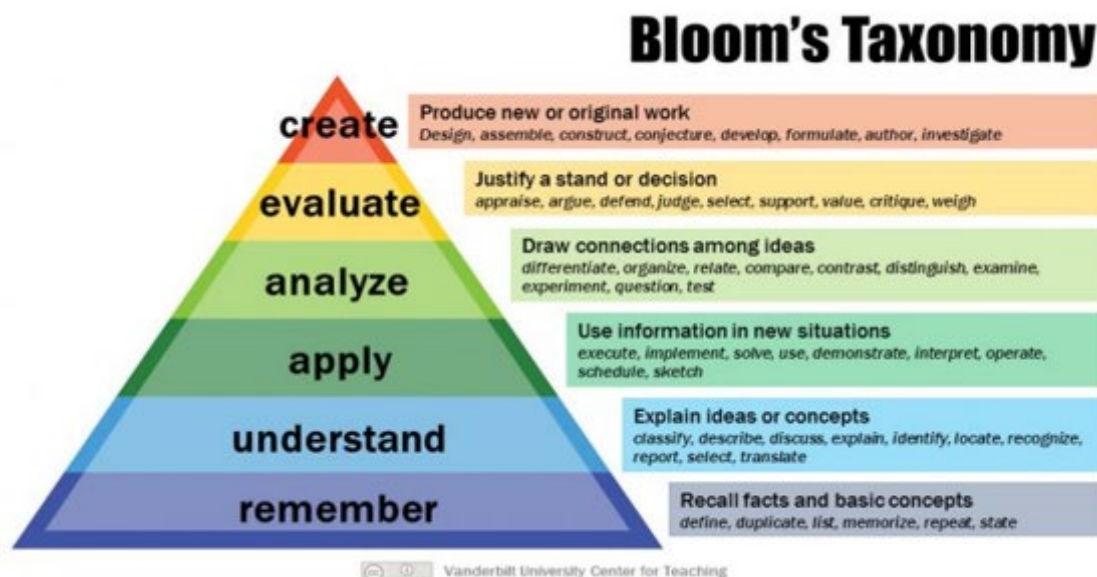 Bloom's Taxonomy
create
Produce new or original work
Design, assemble, construct, conjecture, develop, formulate, author, investigate
evaluate
Justify a stand or decision
appraise, argue, defend, judge, select, support, value, critique, weigh
analyze
Draw connections among ideas
differentiate, organize, relate, compare, contrast, distinguish, examine,
experiment, question, test
apply
Use information in new situations
execute, implement, solve, use, demonstrate, interpret, operate,
schedule, sketch
understand
Explain ideas or concepts
classify, describe, discuss, explain, identify, locate, recognize,
report, select, translate
remember
Recall facts and basic concepts
define, duplicate, list, memorize, repeat, state
cc
Vanderbilt University Center for Teaching